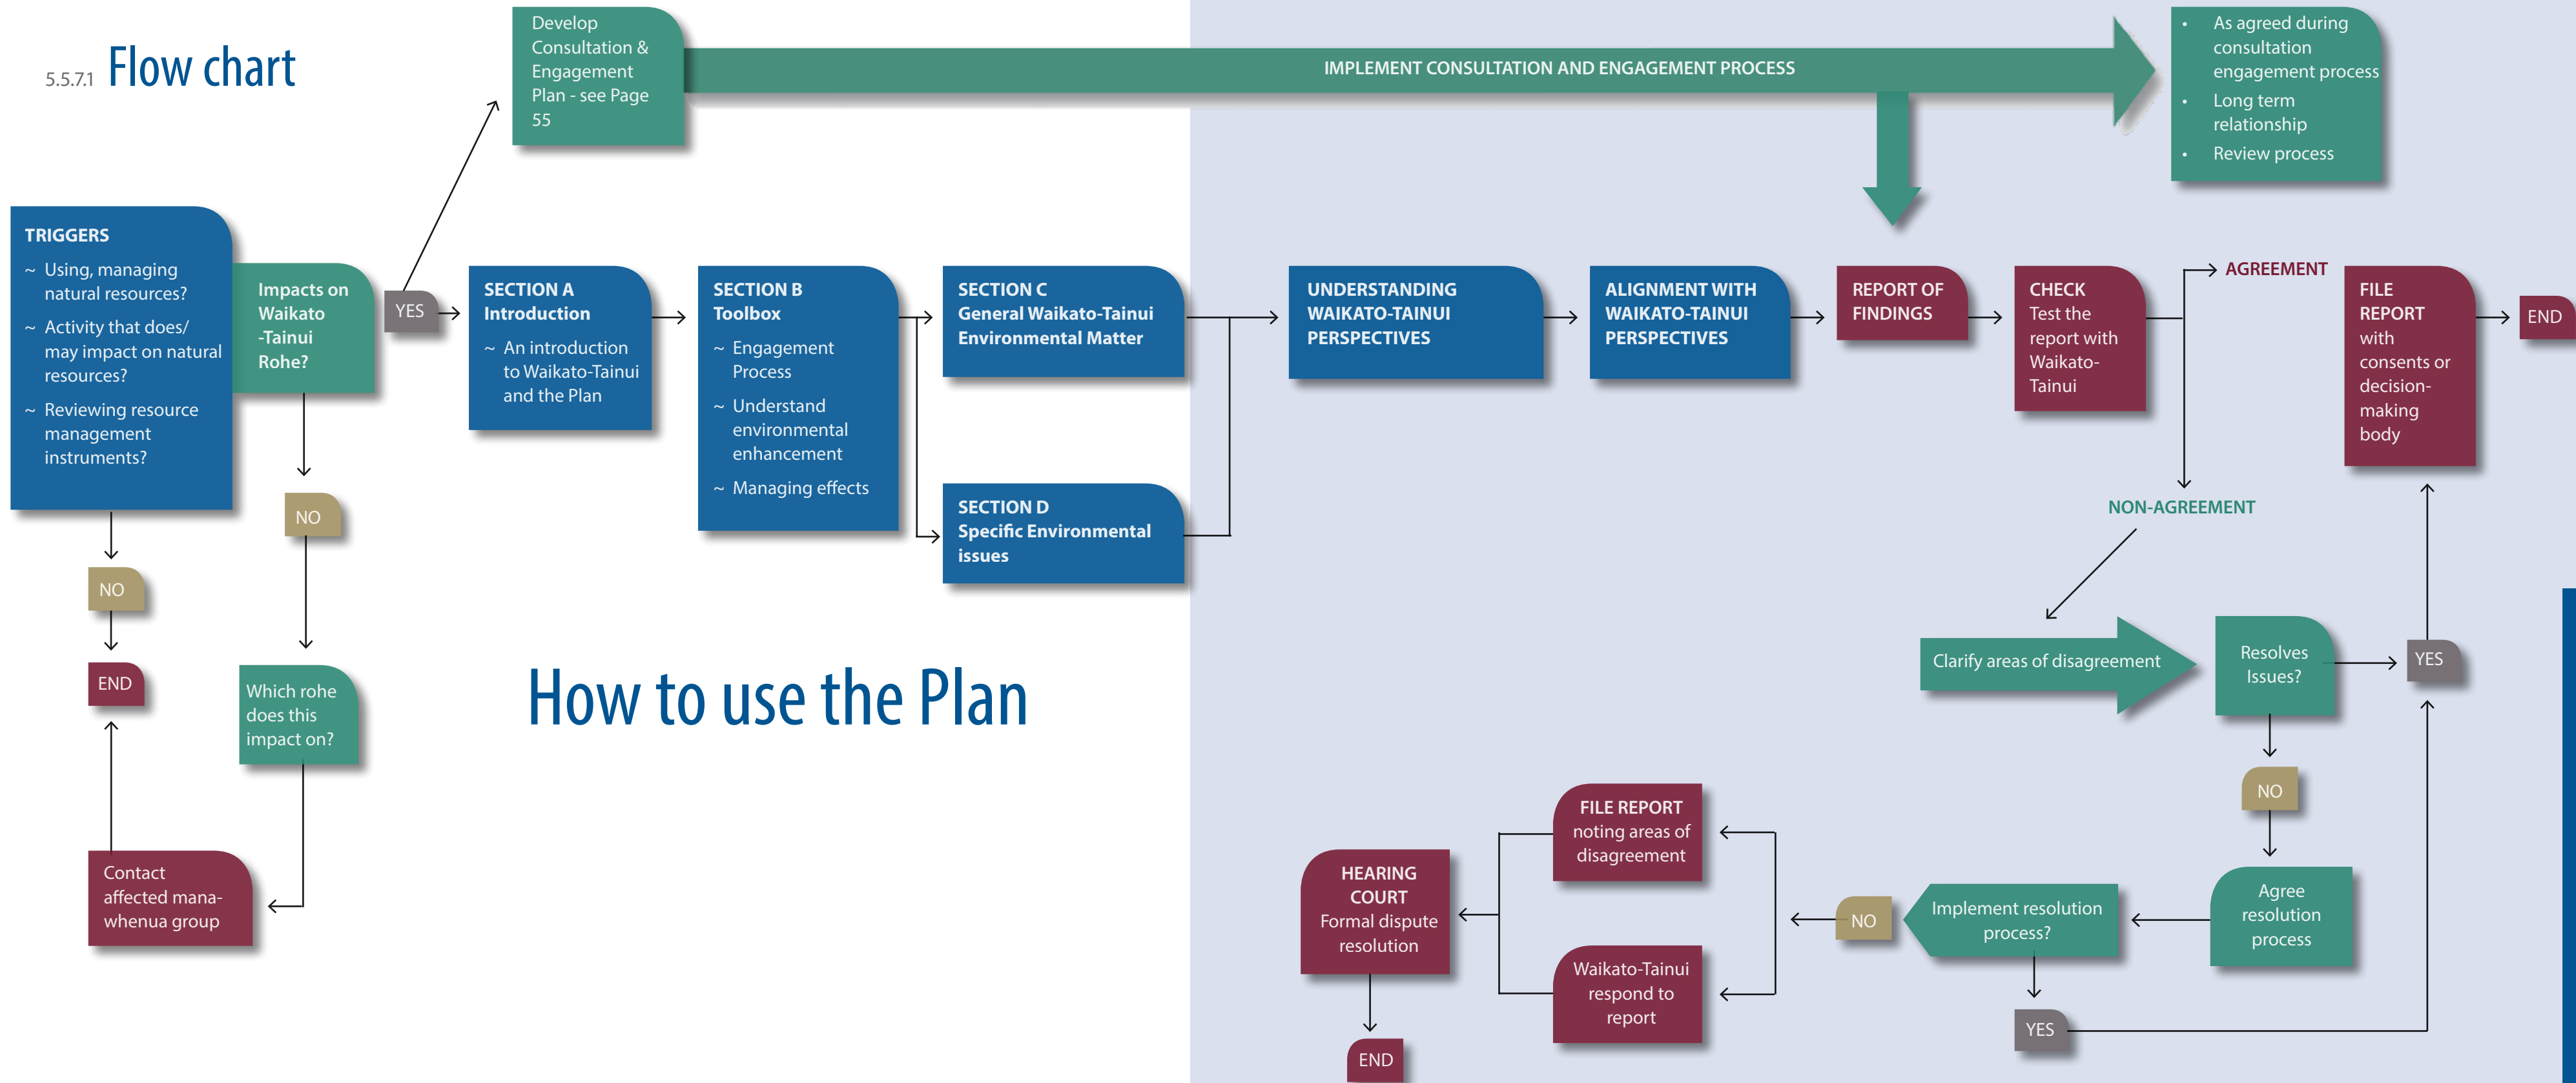 5.5.7.1 Flow chart
Develop
Consultation &
Engagement
Plan - see Page
55
IMPLEMENT CONSULTATION AND ENGAGEMENT PROCESS
• As agreed during
consultation
engagement process
• Long term
relationship
• Review process
TRIGGERS
~ Using, managing
natural resources?
~ Activity that does/
may impact on natural
resources?
~ Reviewing resource
management
instruments?
Impacts on
Waikato
-Tainui
Rohe?
YES
SECTION A
Introduction
~ An introduction
to Waikato-Tainui
and the Plan
SECTION B
Toolbox
~ Engagement
Process
~ Understand
environmental
enhancement
~ Managing effects
SECTION C
General Waikato-Tainui
Environmental Matter
SECTION D
Specific Environmental
issues
UNDERSTANDING
WAIKATO-TAINUI
PERSPECTIVES
ALIGNMENT WITH
WAIKATO-TAINUI
PERSPECTIVES
REPORT OF
FINDINGS
CHECK
Test the
report with
Waikato-
Tainui
AGREEMENT
NON-AGREEMENT
FILE
REPORT
with
consents or
decision-
making
body
END
NO
END
NO
Which rohe
does this
impact on?
Contact
affected mana-
whenua group
How to use the Plan
Clarify areas of disagreement
Resolves
Issues?
YES
NO
Agree
resolution
process
Implement resolution
process?
YES
NO
FILE REPORT
noting areas of
disagreement
Waikato-Tainui
respond to
report
HEARING
COURT
Formal dispute
resolution
END